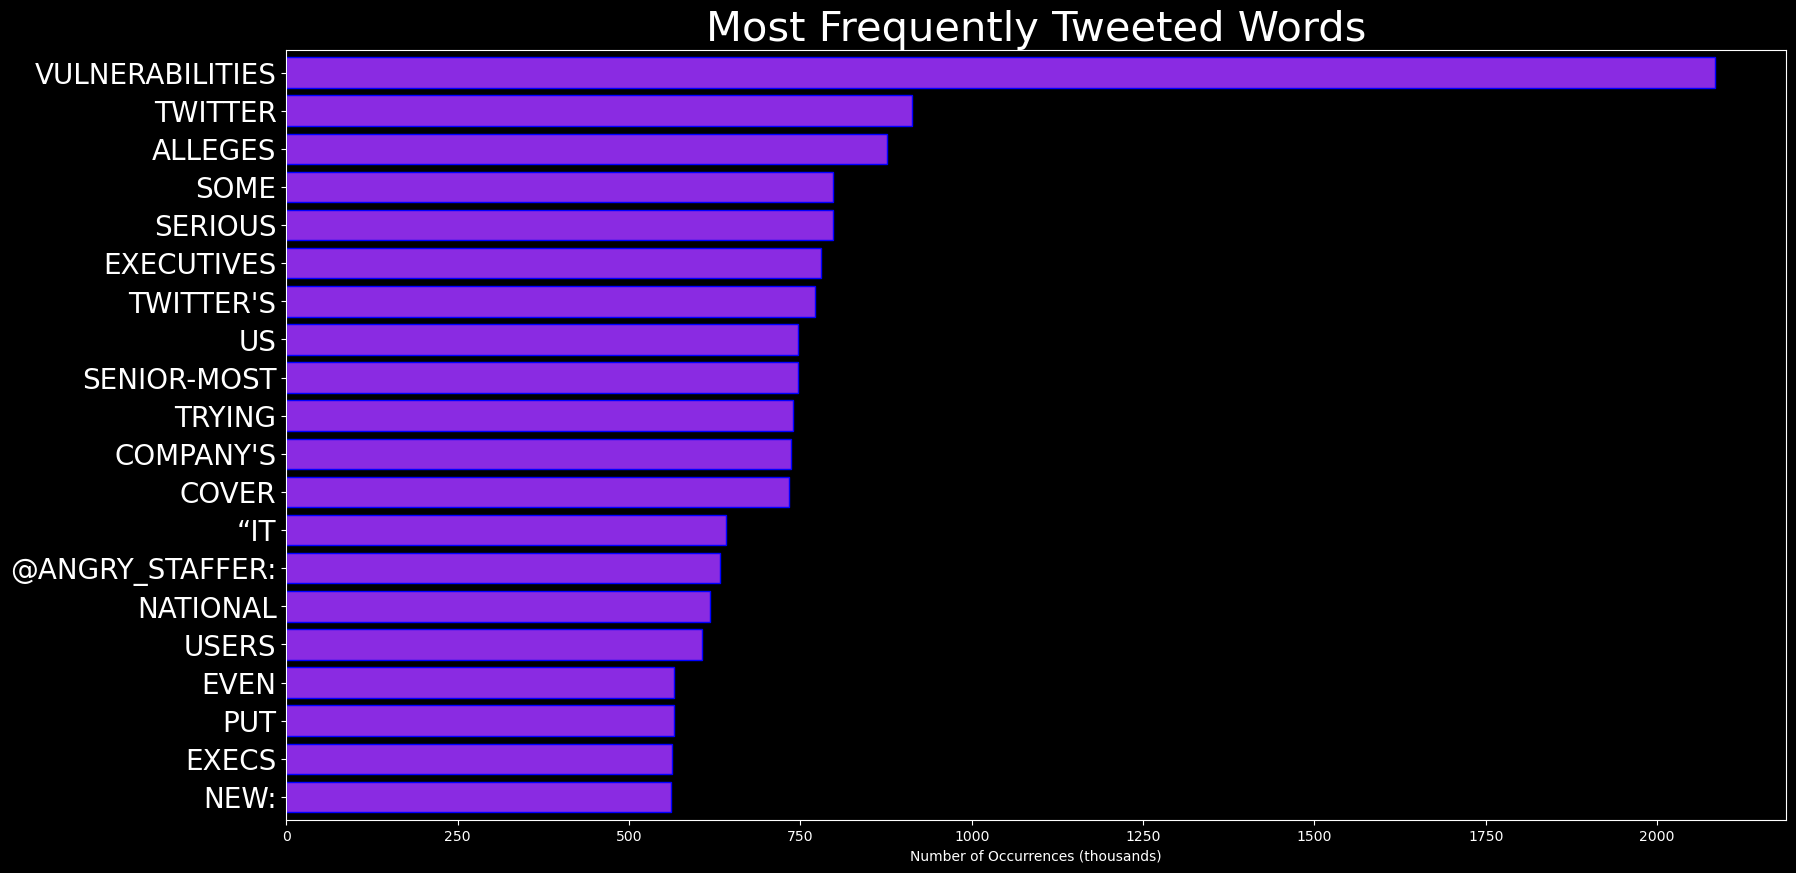 Most Frequently Tweeted Words
VULNERABILITIES
TWITTER
ALLEGES
SOME
SERIOUS
EXECUTIVES
TWITTER'S
US
SENIOR-MOST
TRYING
COMPANY'S
COVER
“IT
@ANGRY_STAFFER:
NATIONAL
USERS
EVEN
PUT
EXECS
NEW:
0 250 500 750 1000 1250 1500 1750 2000
Number of Occurrences (thousands)